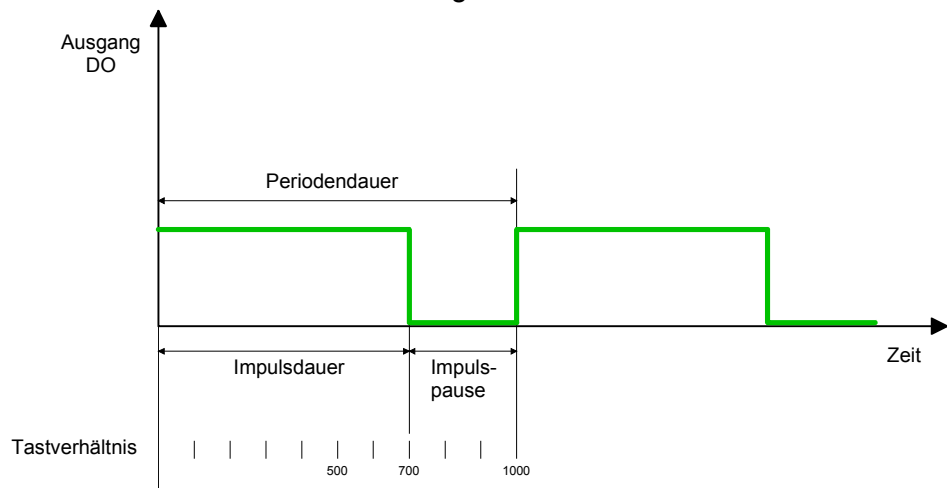 Ausgang
DO
Periodendauer
Zeit
Impulsdauer
Impuls-
pause
Tastverhältnis
500
700
1000